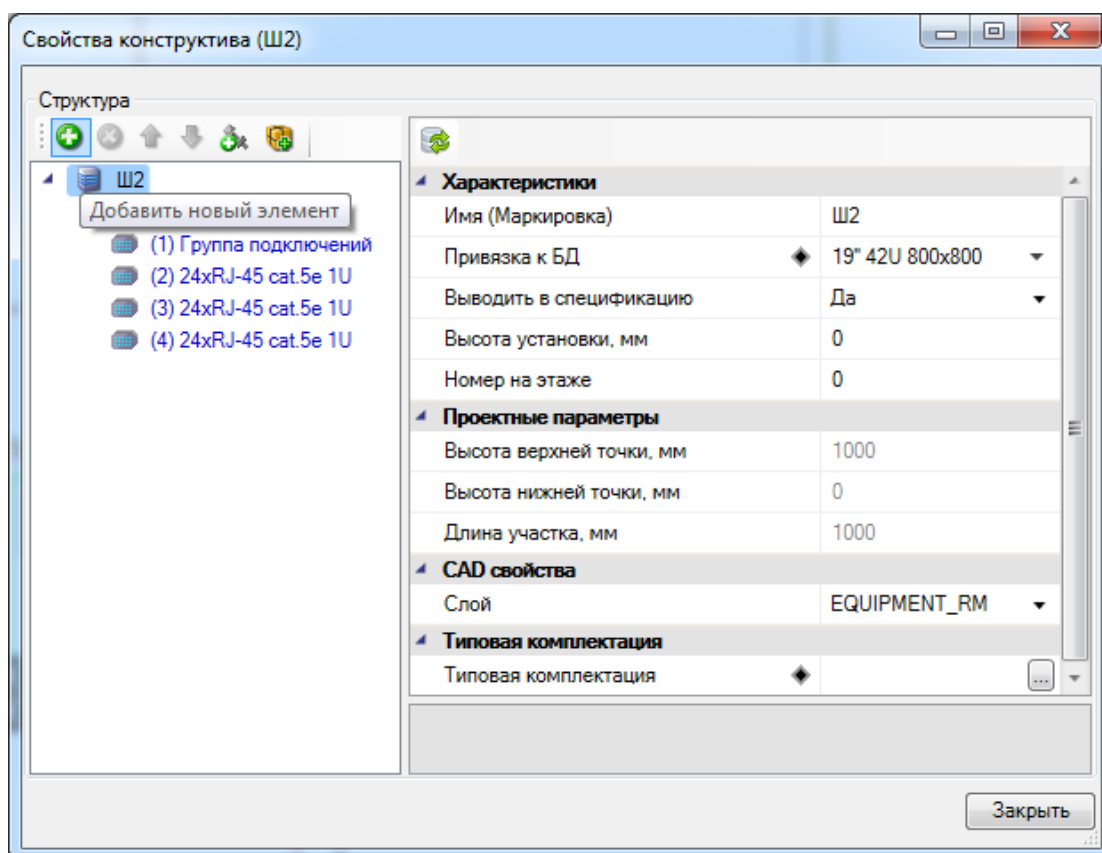 Свойства конструктива (Ш2)
Структура
Ш2
Добавить новый элемент
(1) Группа подключений
(2) 24xRJ-45 cat.5e 1U
(3) 24xRJ-45 cat.5e 1U
(4) 24xRJ-45 cat.5e 1U
Характеристики
Имя (Маркировка) Ш2
Привязка к БД 19" 42U 800x800
Выводить в спецификацию Да
Высота установки, мм 0
Номер на этаже 0
Проектные параметры
Высота верхней точки, мм 1000
Высота нижней точки, мм 0
Длина участка, мм 1000
CAD свойства
Слой EQUIPMENT_RM
Типовая комплектация
Типовая комплектация ...
Закрыть